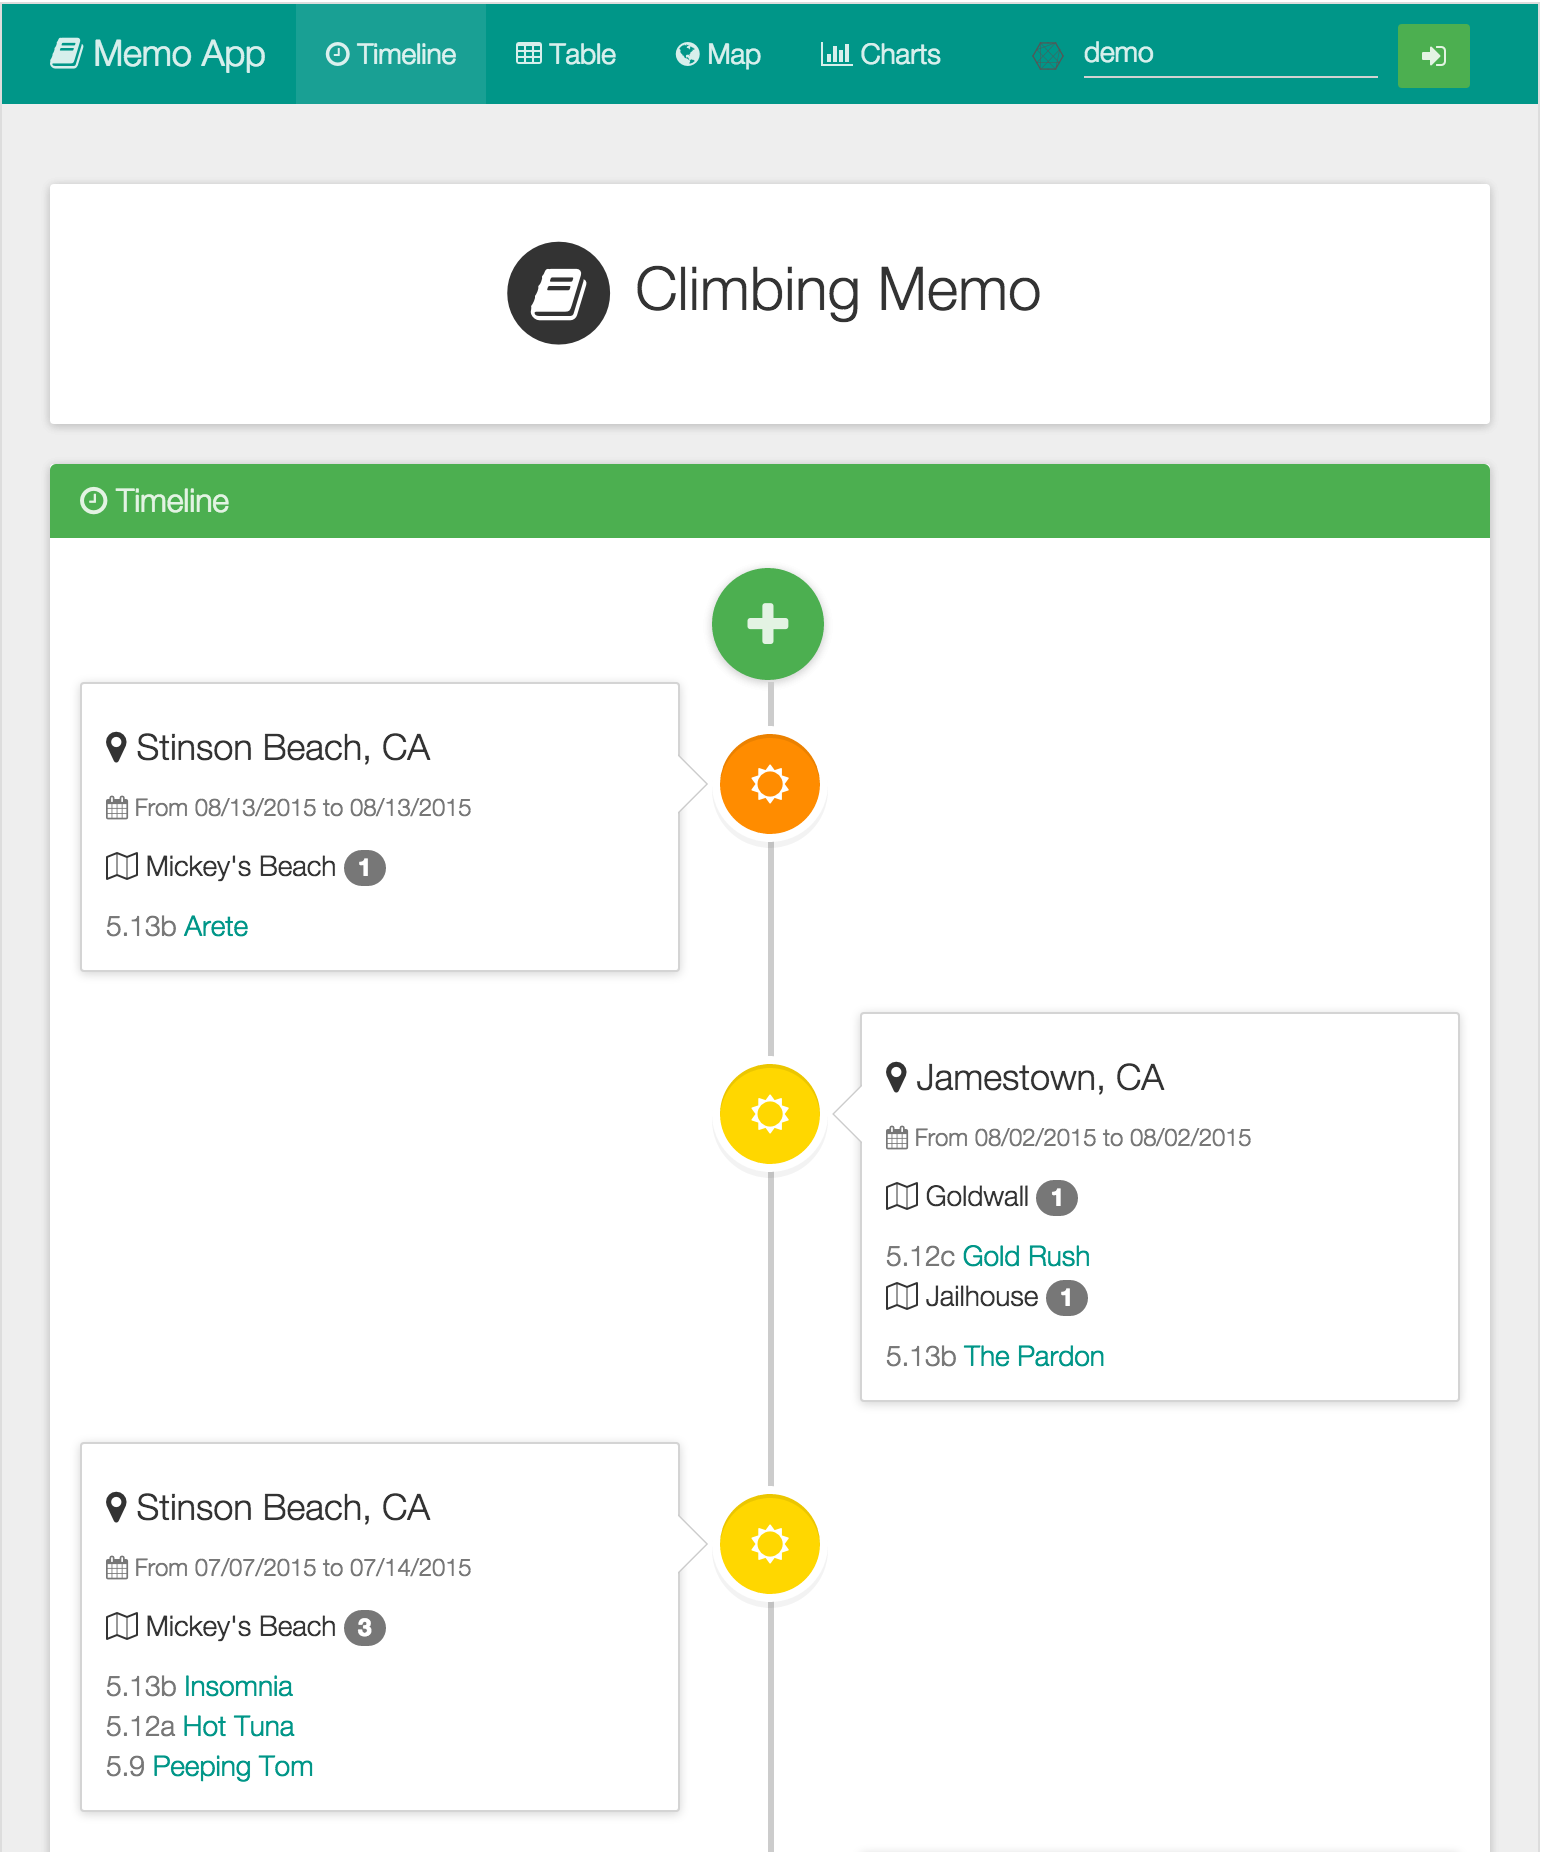 Memo App Timeline Table Map Charts demo
Climbing Memo
Timeline
Stinson Beach, CA
From 08/13/2015 to 08/13/2015
Mickey's Beach 1
5.13b Arete
Jamestown, CA
From 08/02/2015 to 08/02/2015
Goldwall 1
5.12c Gold Rush
Jailhouse 1
5.13b The Pardon
Stinson Beach, CA
From 07/07/2015 to 07/14/2015
Mickey's Beach 3
5.13b Insomnia
5.12a Hot Tuna
5.9 Peeping Tom